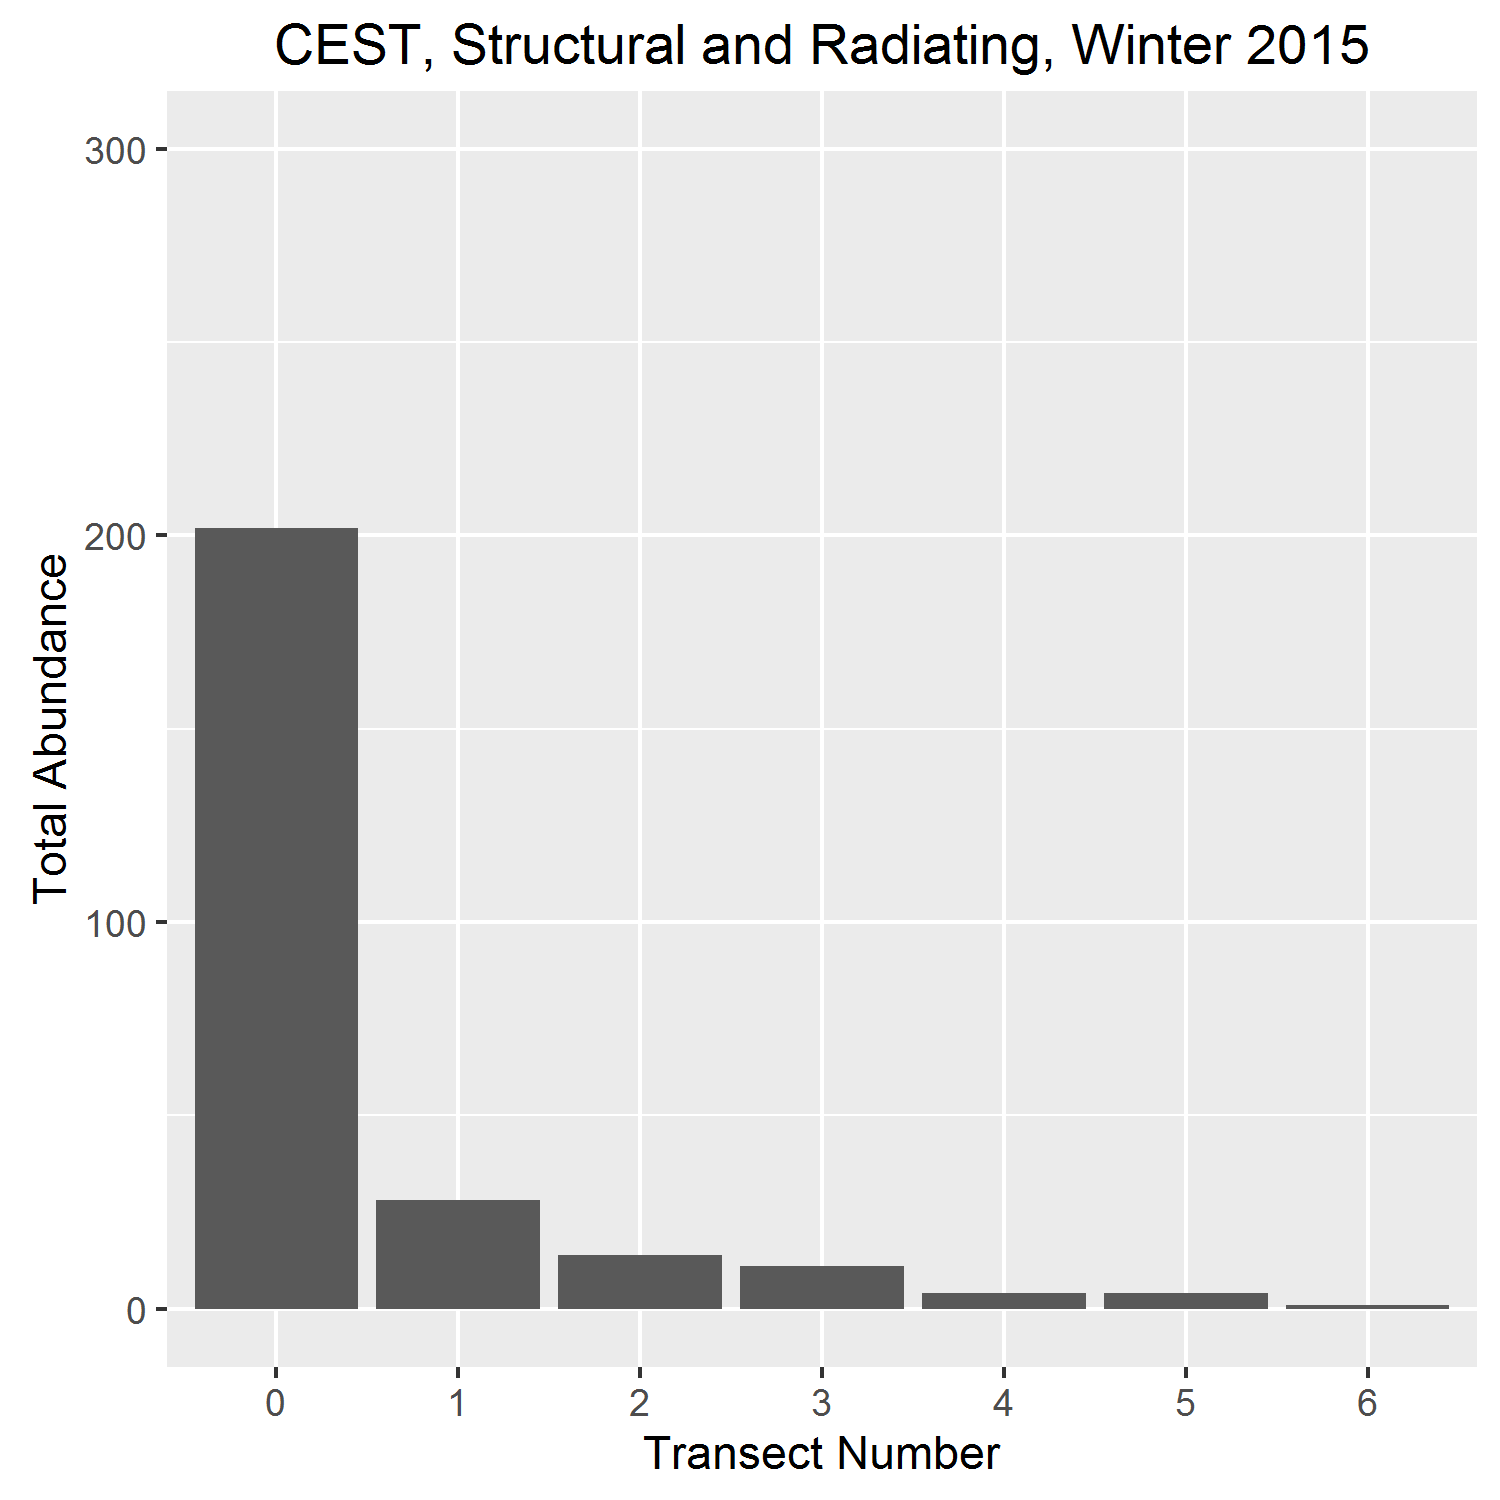 CEST, Structural and Radiating, Winter 2015
Total Abundance
300
200
100
0
0 1 2 3 4 5 6
Transect Number